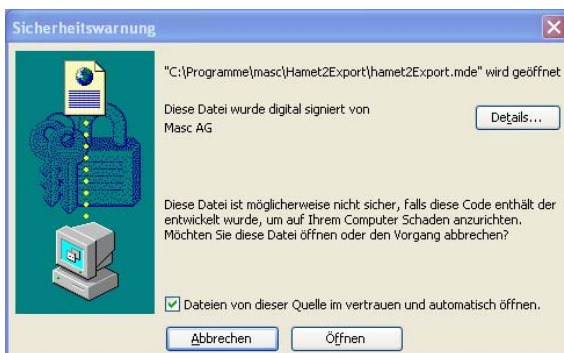 Sicherheitswarnung
"C:\Programme\masc\Hamet2Export\hamet2Export.mde" wird geöffnet
Diese Datei wurde digital signiert von
Masc AG
Details...
Diese Datei ist möglicherweise nicht sicher, falls diese Code enthält der
entwickelt wurde, um auf Ihrem Computer Schaden anzurichten.
Möchten Sie diese Datei öffnen oder den Vorgang abbrechen?
Dateien von dieser Quelle im vertrauen und automatisch öffnen.
Abbrechen
Öffnen